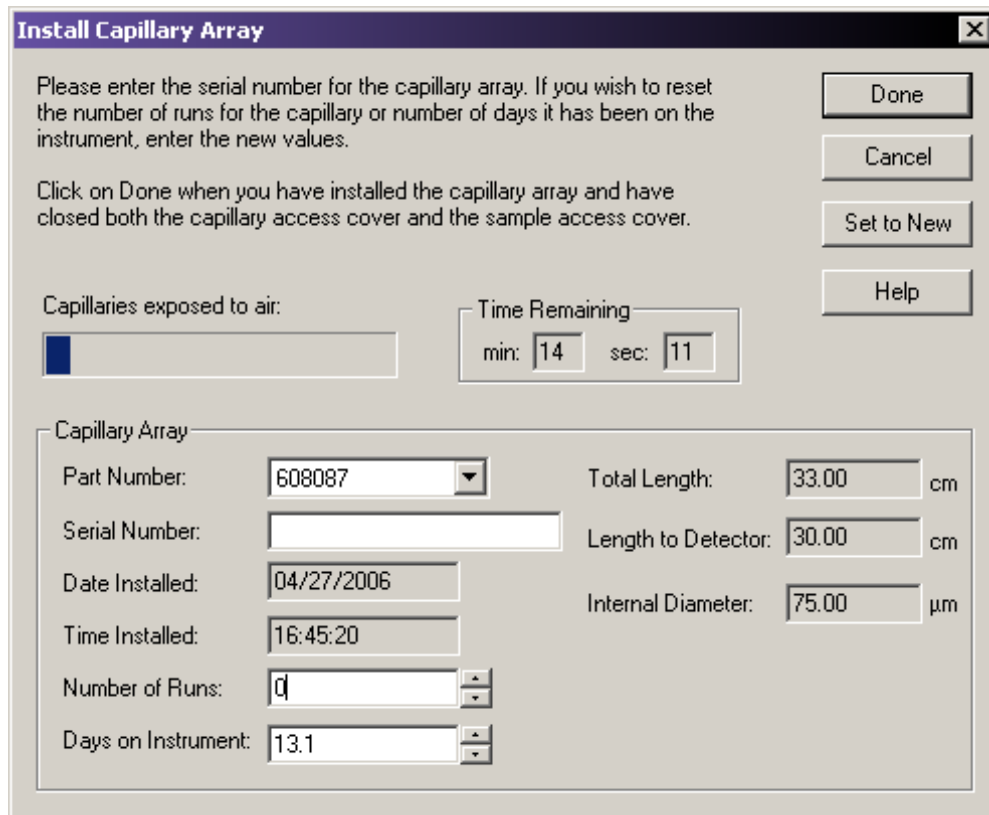 Install Capillary Array
Please enter the serial number for the capillary array. If you wish to reset
the number of runs for the capillary or number of days it has been on the
instrument, enter the new values.
Click on Done when you have installed the capillary array and have
closed both the capillary access cover and the sample access cover.
Done
Cancel
Set to New
Help
Capillaries exposed to air:
Time Remaining
min: 14 sec: 11
Capillary Array
Part Number: 608087
Serial Number:
Date Installed: 04/27/2006
Time Installed: 16:45:20
Number of Runs: 0
Days on Instrument: 13.1
Total Length: 33.00 cm
Length to Detector: 30.00 cm
Internal Diameter: 75.00 µm